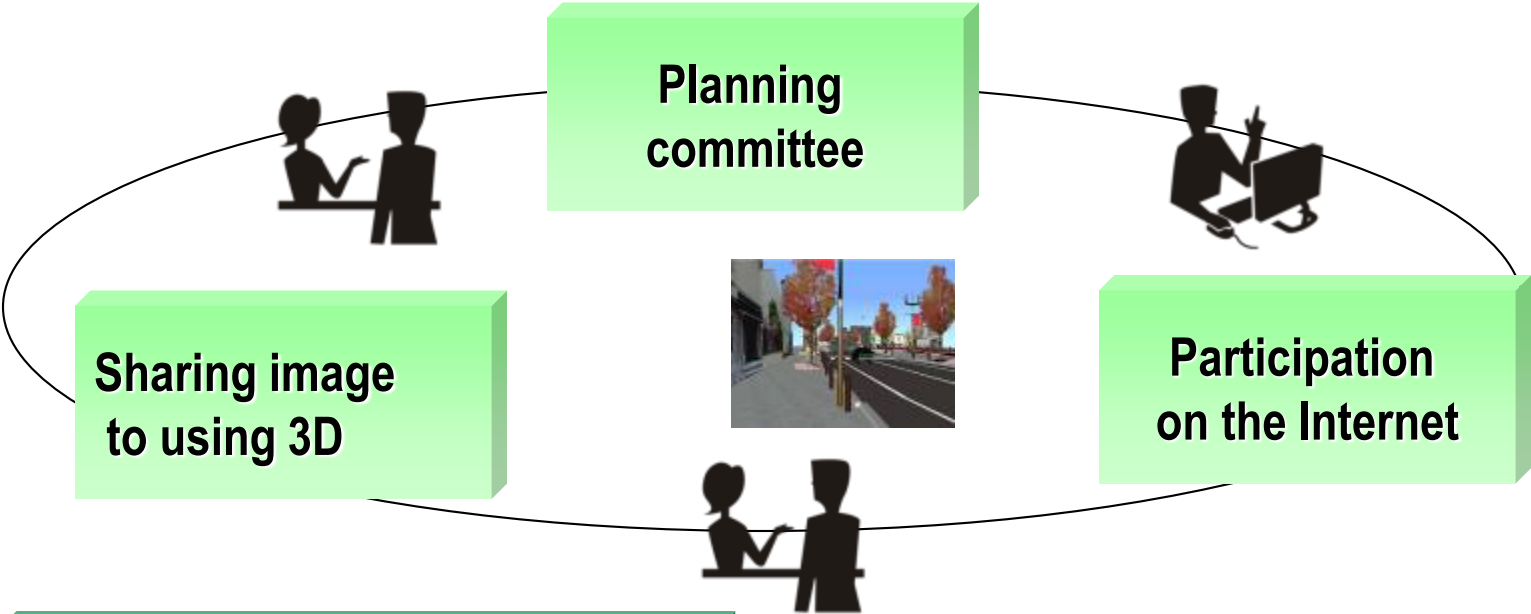 Planning
committee
Sharing image
to using 3D
Participation
on the Internet